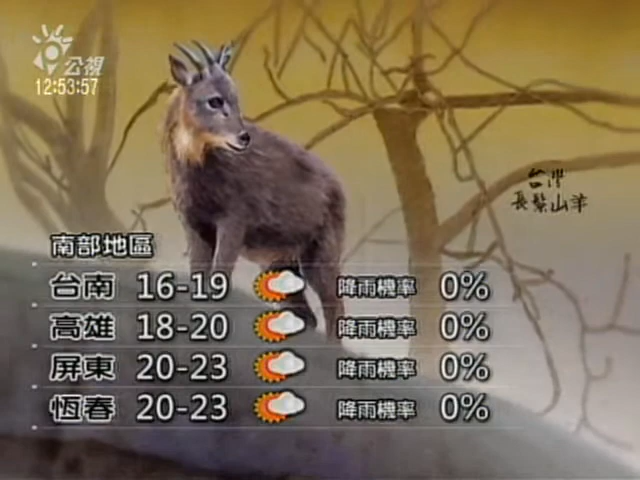 公視
12:53:57
台灣
長鬃山羊
南部地區
台南 16-19 降雨機率 0%
高雄 18-20 降雨機率 0%
屏東 20-23 降雨機率 0%
恆春 20-23 降雨機率 0%